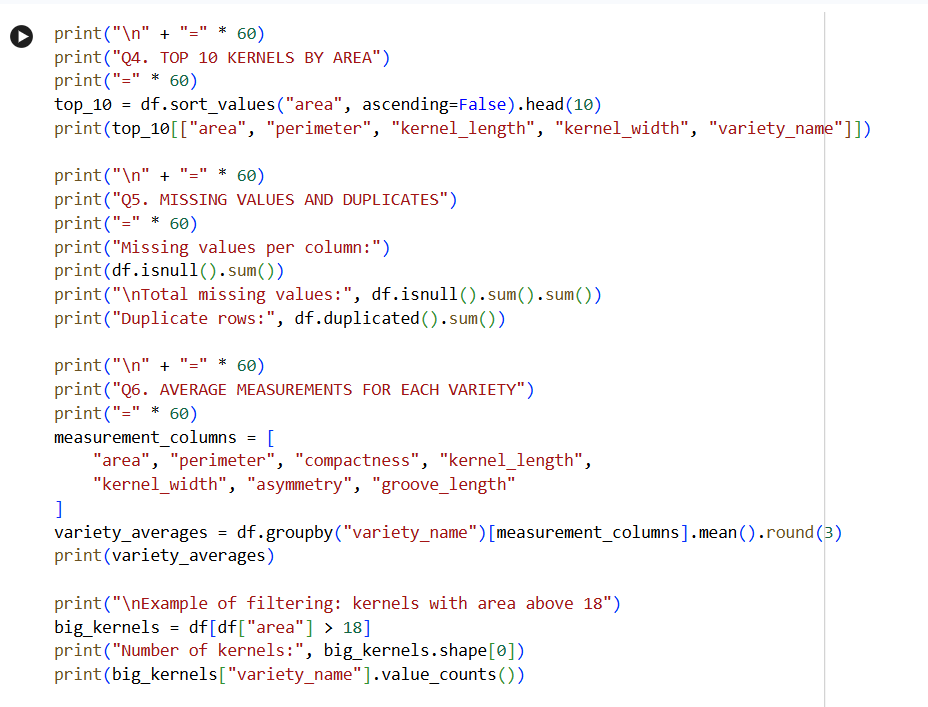 print("\n" + "=" * 60)
print("Q4. TOP 10 KERNELS BY AREA")
print("=" * 60)
top_10 = df.sort_values("area", ascending=False).head(10)
print(top_10[["area", "perimeter", "kernel_length", "kernel_width", "variety_name"]])

print("\n" + "=" * 60)
print("Q5. MISSING VALUES AND DUPLICATES")
print("=" * 60)
print("Missing values per column:")
print(df.isnull().sum())
print("\nTotal missing values:", df.isnull().sum().sum())
print("Duplicate rows:", df.duplicated().sum())

print("\n" + "=" * 60)
print("Q6. AVERAGE MEASUREMENTS FOR EACH VARIETY")
print("=" * 60)
measurement_columns = [
    "area", "perimeter", "compactness", "kernel_length",
    "kernel_width", "asymmetry", "groove_length"
]
variety_averages = df.groupby("variety_name")[measurement_columns].mean().round(3)
print(variety_averages)

print("\nExample of filtering: kernels with area above 18")
big_kernels = df[df["area"] > 18]
print("Number of kernels:", big_kernels.shape[0])
print(big_kernels["variety_name"].value_counts())